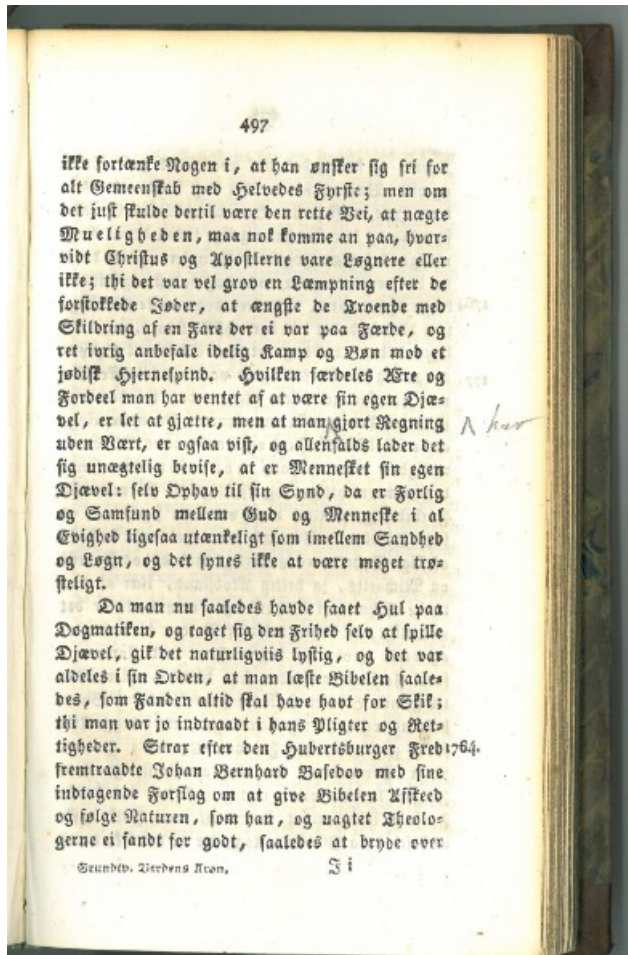 497
ikke fortænke Nogen i, at han ønsker sig fri for
alt Gemeenskab med Helvedes Fyrste; men om
det just skulde dertil være den rette Vei, at nægte
Mueligheden, maa nok komme an paa, hvor-
vidt Christus og Apostlerne vare Løgnere eller
ikke; thi det var vel grov en Læmpning efter de
forstokkede Jøder, at ængste de Troende med
Skildring af en Fare der ei var paa Færde, og
ret ivrig anbefale idelig Kamp og Bøn mod et
jødisk Hjernespind. Hvilken særdeles Ære og
Fordeel man har ventet af at være sin egen Djæ-
vel, er let at gjætte, men at man gjort Regning
har
uden Vært, er ogsaa vist, og allenfalds lader det
sig unægtelig bevise, at er Mennesket sin egen
Djævel: selv Ophav til sin Synd, da er Forlig
og Samfund mellem Gud og Menneske i al
Evighed ligesaa utænkeligt som imellem Sandhed
og Løgn, og det synes ikke at være meget trø-
steligt.
Da man nu saaledes havde faaet Hul paa
Dogmatiken, og taget sig den Frihed selv at spille
Djævel, gik det naturligviis lystig, og det var
aldeles i sin Orden, at man læste Bibelen saale-
des, som Fanden altid skal have havt for Skik;
thi man var jo indtraadt i hans Pligter og Ret-
tigheder. Strax efter den Hubertsburger Fred 1764.
fremtraadte Johan Bernhard Basedov med sine
indtagende Forslag om at give Bibelen Afskeed
og følge Naturen, som han, og uagtet Theolo-
gerne ei fandt for godt, saaledes at bryde over
Grundtv. Verdens Krøn. I i